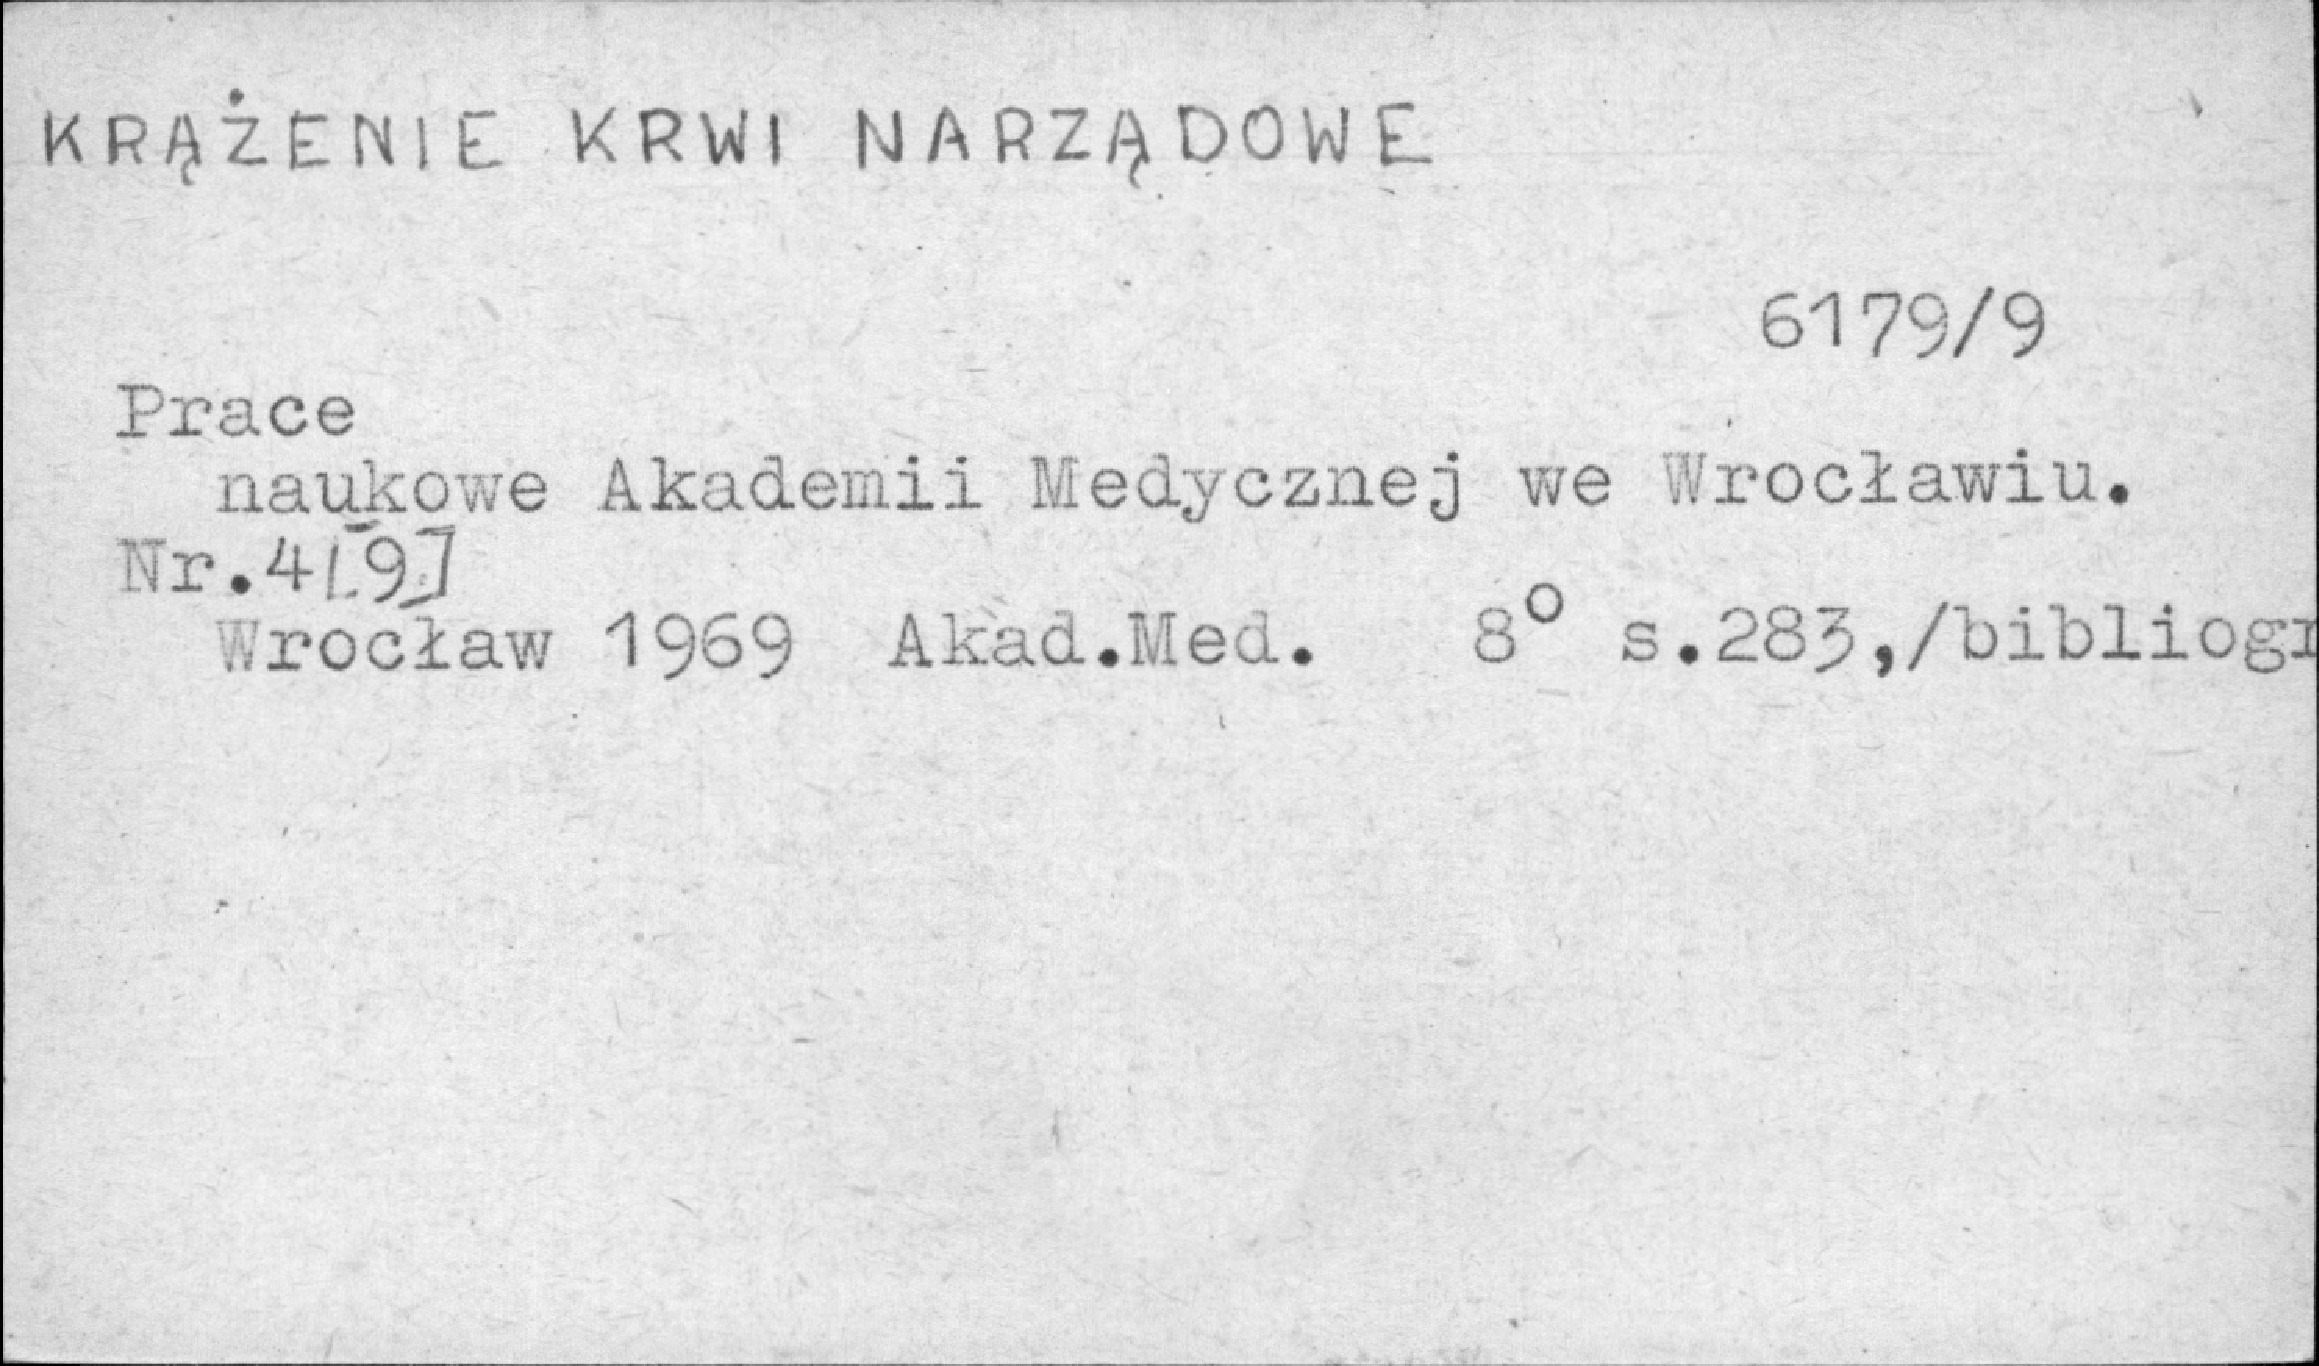 KRĄŻENIE KRWI NARZĄDOWE
6179/9
Prace
naukowe Akademii Medycznej we Wrocławiu.
Nr.4[9]
Wrocław 1969 Akad.Med. 8° s.283,/bibliogr